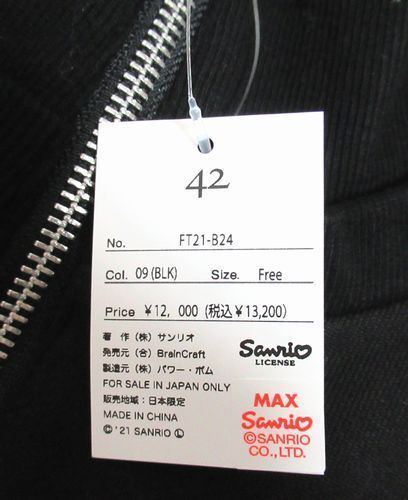 42
No. FT21-B24
Col. 09(BLK) Size. Free
Price ¥12, 000 (税込¥13,200)
著 作 (株) サンリオ
発売元 (合) BrainCraft
製造元 (株) パワー・ボム
FOR SALE IN JAPAN ONLY
販売地域: 日本限定
MADE IN CHINA
©'21 SANRIO Ⓛ
Sanrio
LICENSE
MAX
Sanrio
©SANRIO
CO.,LTD.